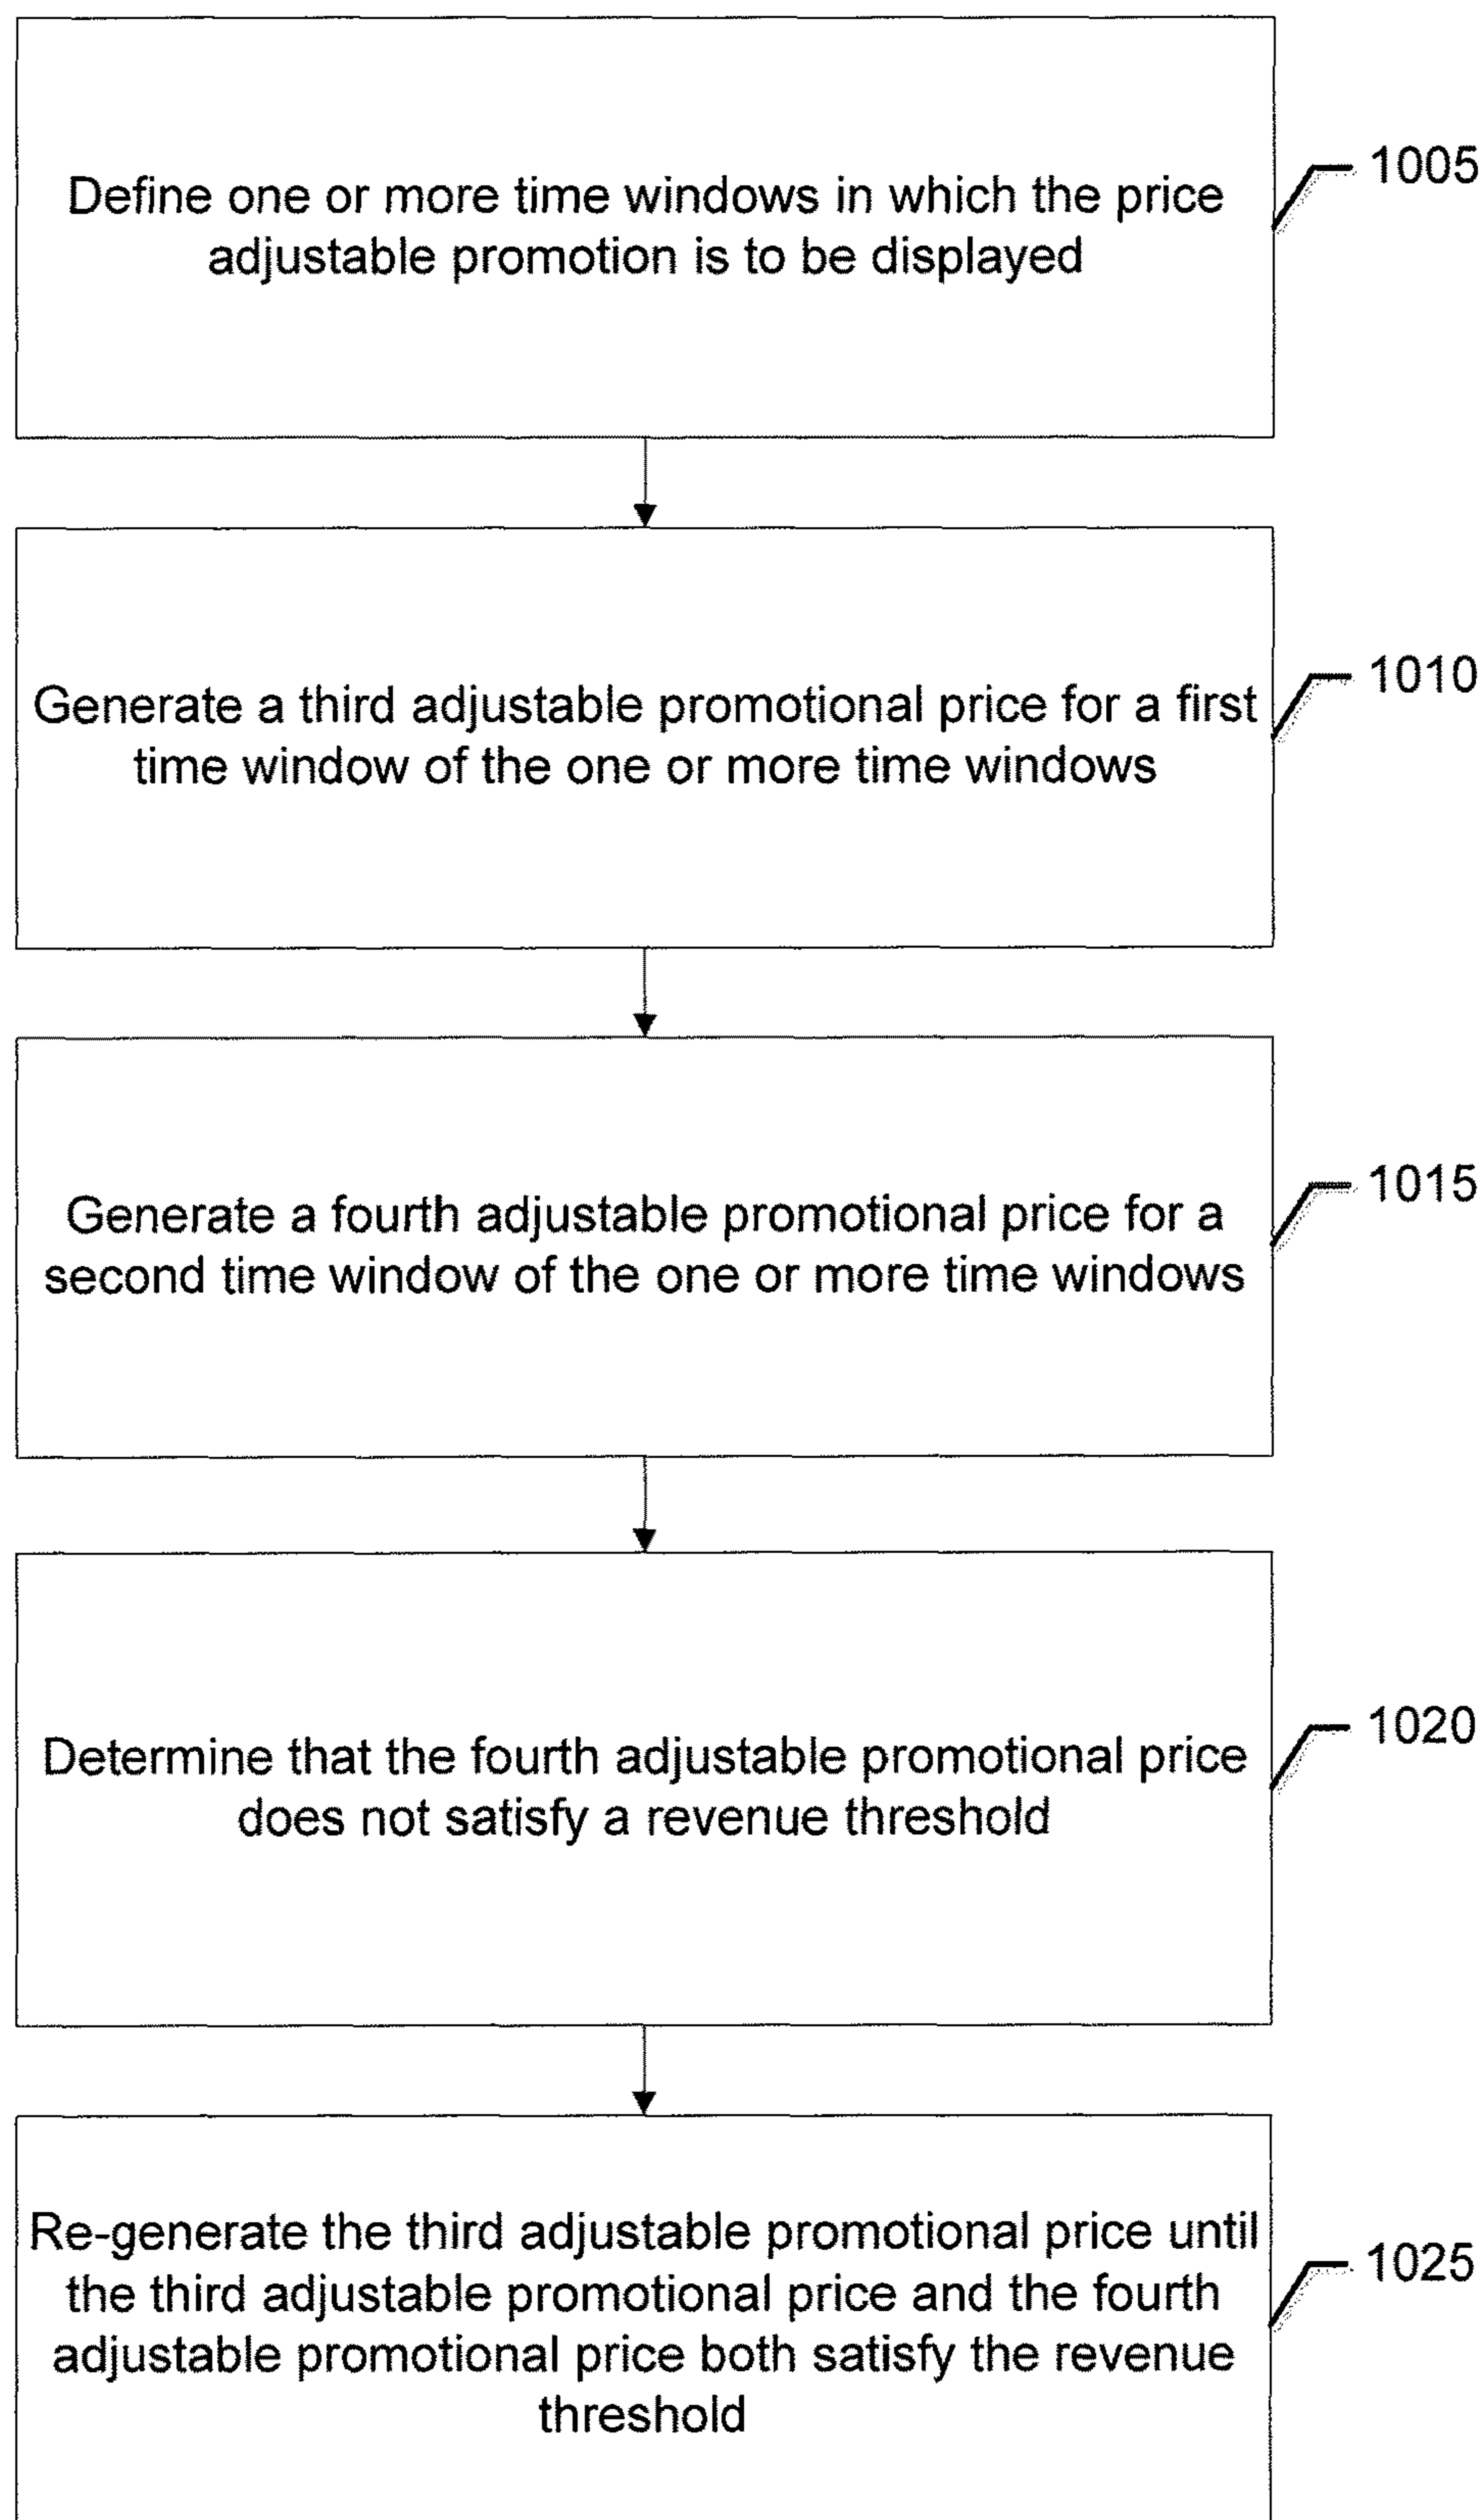 Define one or more time windows in which the price
adjustable promotion is to be displayed
1005
Generate a third adjustable promotional price for a first
time window of the one or more time windows
1010
Generate a fourth adjustable promotional price for a
second time window of the one or more time windows
1015
Determine that the fourth adjustable promotional price
does not satisfy a revenue threshold
1020
Re-generate the third adjustable promotional price until
the third adjustable promotional price and the fourth
adjustable promotional price both satisfy the revenue
threshold
1025